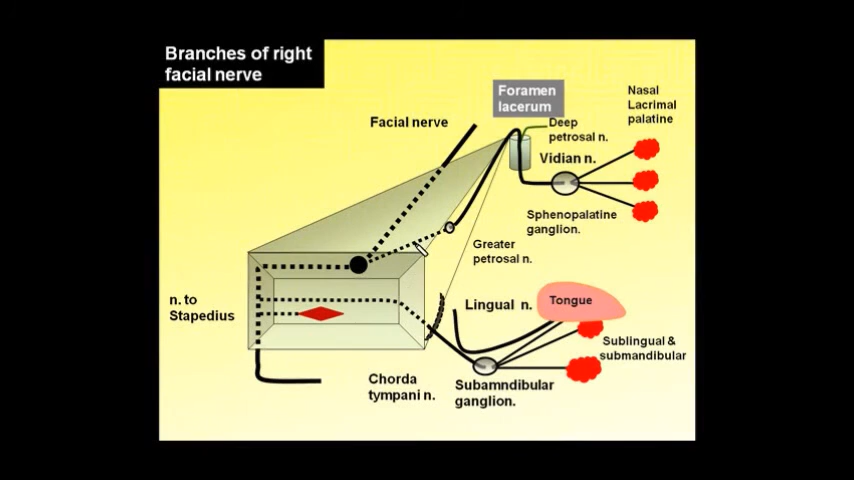 Branches of right
facial nerve
Foramen
lacerum
Nasal
Lacrimal
palatine
Facial nerve
Deep
petrosal n.
Vidian n.
Sphenopalatine
ganglion.
Greater
petrosal n.
n. to
Stapedius
Lingual n.
Tongue
Sublingual &
submandibular
Chorda
tympani n.
Subamndibular
ganglion.